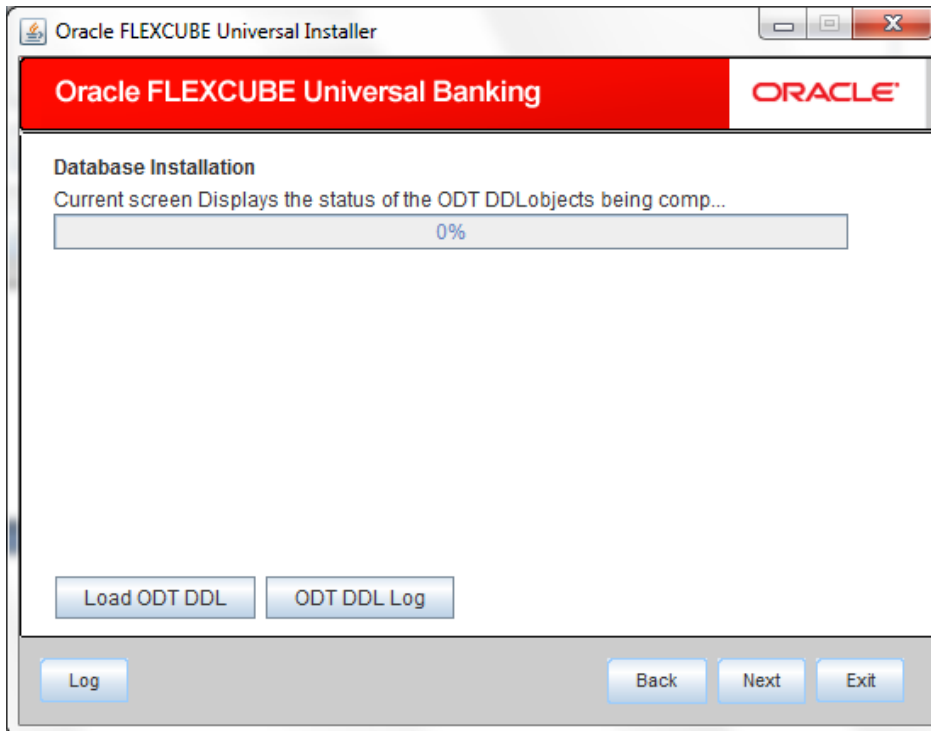 Oracle FLEXCUBE Universal Installer
Oracle FLEXCUBE Universal Banking
ORACLE
Database Installation
Current screen Displays the status of the ODT DDLobjects being comp...
0%
Load ODT DDL
ODT DDL Log
Log
Back
Next
Exit